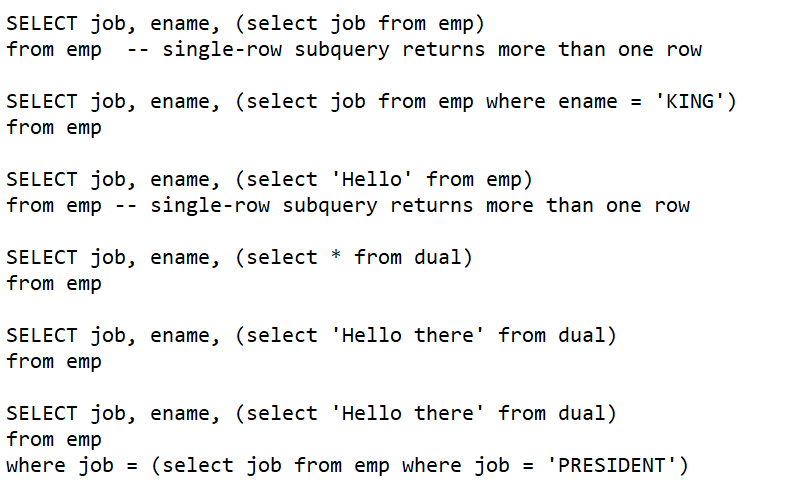 SELECT job, ename, (select job from emp)
from emp  -- single-row subquery returns more than one row
SELECT job, ename, (select job from emp where ename = 'KING')
from emp
SELECT job, ename, (select 'Hello' from emp)
from emp -- single-row subquery returns more than one row
SELECT job, ename, (select * from dual)
from emp
SELECT job, ename, (select 'Hello there' from dual)
from emp
SELECT job, ename, (select 'Hello there' from dual)
from emp
where job = (select job from emp where job = 'PRESIDENT')